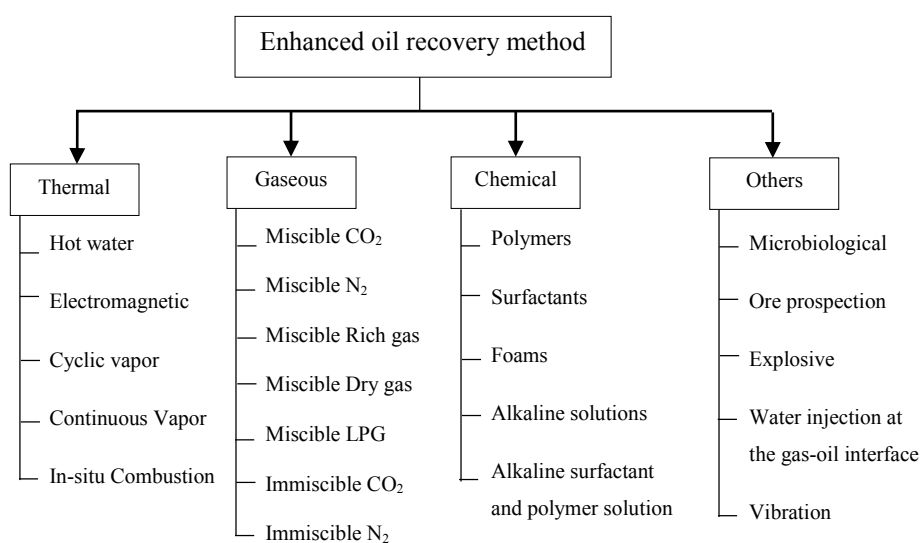 Enhanced oil recovery method
Thermal
Hot water
Electromagnetic
Cyclic vapor
Continuous Vapor
In-situ Combustion
Gaseous
Miscible CO₂
Miscible N₂
Miscible Rich gas
Miscible Dry gas
Miscible LPG
Immiscible CO₂
Immiscible N₂
Chemical
Polymers
Surfactants
Foams
Alkaline solutions
Alkaline surfactant
and polymer solution
Others
Microbiological
Ore prospection
Explosive
Water injection at
the gas-oil interface
Vibration